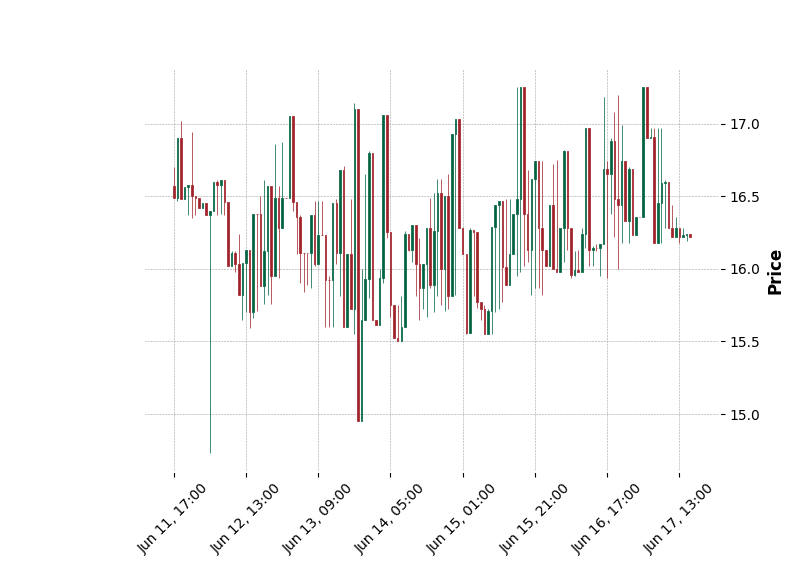 17.0
16.5
16.0
15.5
15.0
Price
Jun 11, 17:00
Jun 12, 13:00
Jun 13, 09:00
Jun 14, 05:00
Jun 15, 01:00
Jun 15, 21:00
Jun 16, 17:00
Jun 17, 13:00